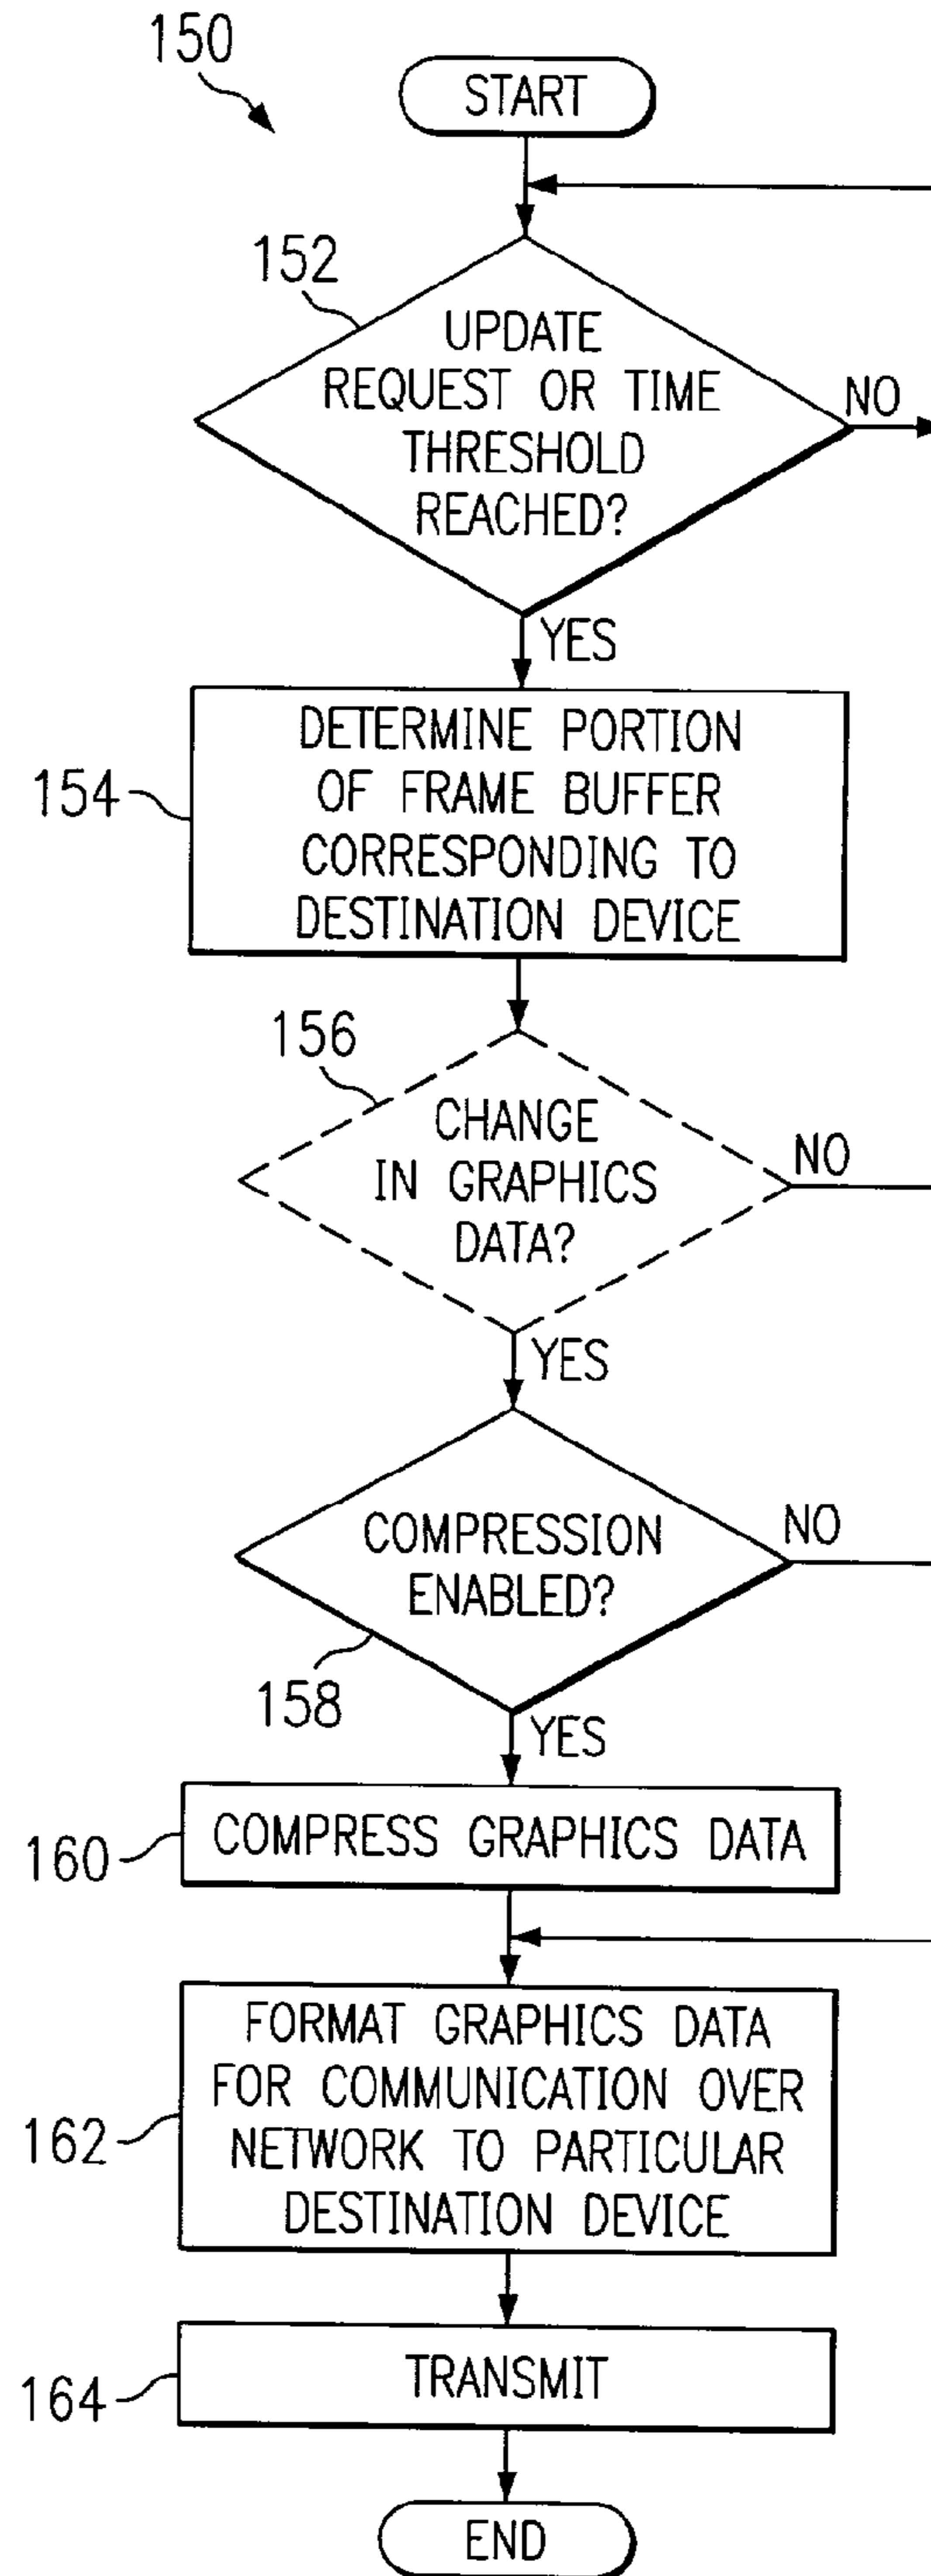 150
START
152
UPDATE
REQUEST OR TIME
THRESHOLD
REACHED?
NO
YES
154
DETERMINE PORTION
OF FRAME BUFFER
CORRESPONDING TO
DESTINATION DEVICE
156
CHANGE
IN GRAPHICS
DATA?
NO
YES
COMPRESSION
ENABLED?
NO
158
YES
160
COMPRESS GRAPHICS DATA
162
FORMAT GRAPHICS DATA
FOR COMMUNICATION OVER
NETWORK TO PARTICULAR
DESTINATION DEVICE
164
TRANSMIT
END